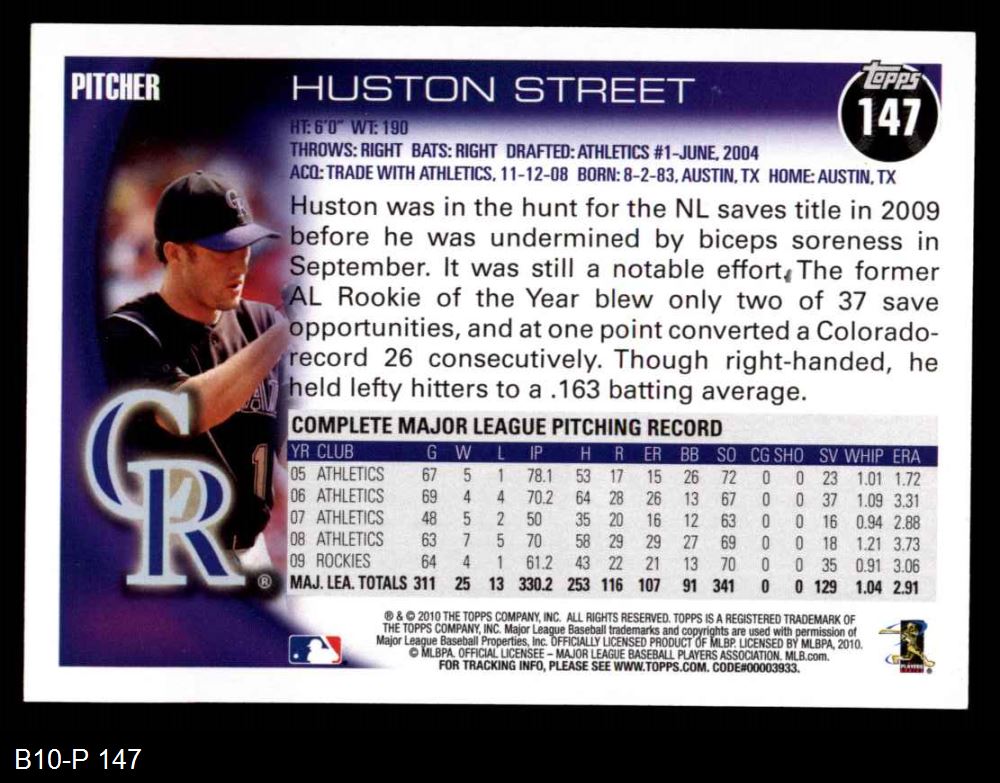 PITCHER
HUSTON STREET
Topps
147
HT: 6'0" WT: 190
THROWS: RIGHT BATS: RIGHT DRAFTED: ATHLETICS #1-JUNE, 2004
ACQ: TRADE WITH ATHLETICS, 11-12-08 BORN: 8-2-83, AUSTIN, TX HOME: AUSTIN, TX
Huston was in the hunt for the NL saves title in 2009
before he was undermined by biceps soreness in
September. It was still a notable effort. The former
AL Rookie of the Year blew only two of 37 save
opportunities, and at one point converted a Colorado-
record 26 consecutively. Though right-handed, he
held lefty hitters to a .163 batting average.
CR
CR
1
®
COMPLETE MAJOR LEAGUE PITCHING RECORD
YR CLUB G W L IP H R ER BB SO CG SHO SV WHIP ERA
05 ATHLETICS 67 5 1 78.1 53 17 15 26 72 0 0 23 1.01 1.72
06 ATHLETICS 69 4 4 70.2 64 28 26 13 67 0 0 37 1.09 3.31
07 ATHLETICS 48 5 2 50 35 20 16 12 63 0 0 16 0.94 2.88
08 ATHLETICS 63 7 5 70 58 29 29 27 69 0 0 18 1.21 3.73
09 ROCKIES 64 4 1 61.2 43 22 21 13 70 0 0 35 0.91 3.06
MAJ. LEA. TOTALS 311 25 13 330.2 253 116 107 91 341 0 0 129 1.04 2.91
® & © 2010 THE TOPPS COMPANY, INC. ALL RIGHTS RESERVED. TOPPS IS A REGISTERED TRADEMARK OF
THE TOPPS COMPANY, INC. Major League Baseball trademarks and copyrights are used with permission of
Major League Baseball Properties, Inc. OFFICIALLY LICENSED PRODUCT OF MLBP. LICENSED BY MLBPA, 2010.
© MLBPA. OFFICIAL LICENSEE – MAJOR LEAGUE BASEBALL PLAYERS ASSOCIATION. MLB.com.
FOR TRACKING INFO, PLEASE SEE WWW.TOPPS.COM. CODE#00003933.
PLAYERS
B10-P 147